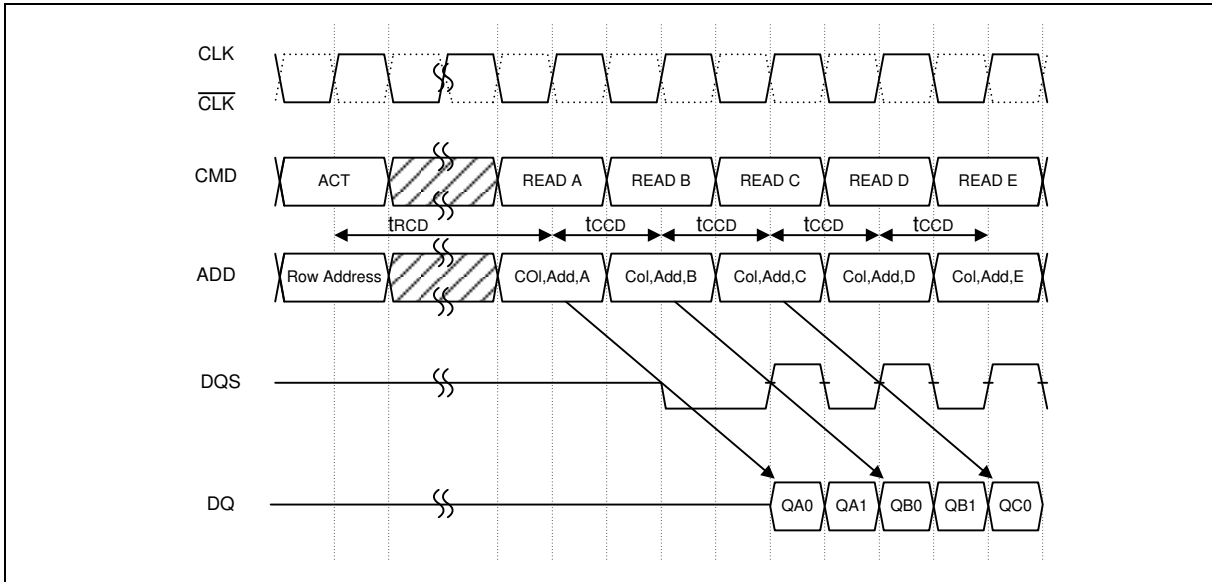 CLK
CLK
CMD
ACT
READ A
READ B
READ C
READ D
READ E
tRCD
tCCD
tCCD
tCCD
tCCD
ADD
Row Address
COl,Add,A
Col,Add,B
Col,Add,C
Col,Add,D
Col,Add,E
DQS
DQ
QA0
QA1
QB0
QB1
QC0